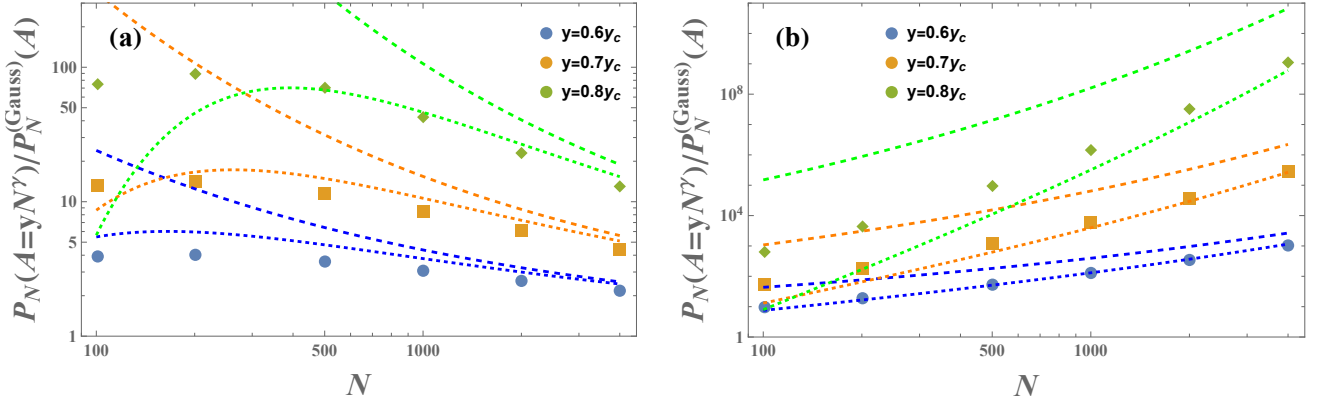 (a)
y=0.6y_c
y=0.7y_c
y=0.8y_c
P_N(A=yN^γ)/P_N^(Gauss)(A)
100
50
10
5
1
100
500
1000
N
(b)
y=0.6y_c
y=0.7y_c
y=0.8y_c
P_N(A=yN^γ)/P_N^(Gauss)(A)
10^8
10^4
1
100
500
1000
N